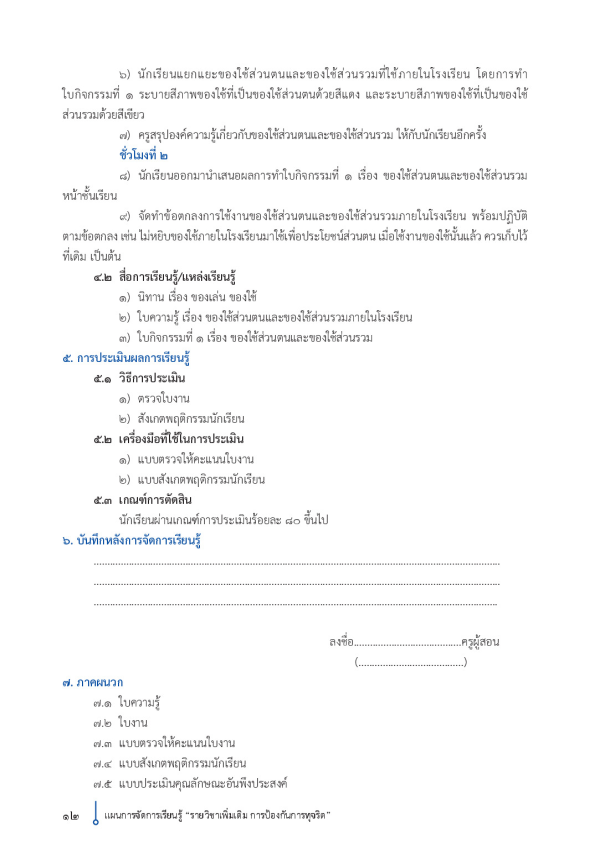 ๖) นักเรียนแยกแยะของใช้ส่วนตนและของใช้ส่วนรวมที่ใช้ภายในโรงเรียน โดยการทำ
ใบกิจกรรมที่ ๑ ระบายสีภาพของใช้ที่เป็นของใช้ส่วนตนด้วยสีแดง และระบายสีภาพของใช้ที่เป็นของใช้
ส่วนรวมด้วยสีเขียว
๗) ครูสรุปองค์ความรู้เกี่ยวกับของใช้ส่วนตนและของใช้ส่วนรวม ให้กับนักเรียนอีกครั้ง
ชั่วโมงที่ ๒
๘) นักเรียนออกมานำเสนอผลการทำใบกิจกรรมที่ ๑ เรื่อง ของใช้ส่วนตนและของใช้ส่วนรวม
หน้าชั้นเรียน
๙) จัดทำข้อตกลงการใช้งานของใช้ส่วนตนและของใช้ส่วนรวมภายในโรงเรียน พร้อมปฏิบัติ
ตามข้อตกลง เช่น ไม่หยิบของใช้ภายในโรงเรียนมาใช้เพื่อประโยชน์ส่วนตน เมื่อใช้งานของใช้นั้นแล้ว ควรเก็บไว้
ที่เดิม เป็นต้น
๔.๒ สื่อการเรียนรู้/แหล่งเรียนรู้
๑) นิทาน เรื่อง ของเล่น ของใช้
๒) ใบความรู้ เรื่อง ของใช้ส่วนตนและของใช้ส่วนรวมภายในโรงเรียน
๓) ใบกิจกรรมที่ ๑ เรื่อง ของใช้ส่วนตนและของใช้ส่วนรวม
๕. การประเมินผลการเรียนรู้
๕.๑ วิธีการประเมิน
๑) ตรวจใบงาน
๒) สังเกตพฤติกรรมนักเรียน
๕.๒ เครื่องมือที่ใช้ในการประเมิน
๑) แบบตรวจให้คะแนนใบงาน
๒) แบบสังเกตพฤติกรรมนักเรียน
๕.๓ เกณฑ์การตัดสิน
นักเรียนผ่านเกณฑ์การประเมินร้อยละ ๘๐ ขึ้นไป
๖. บันทึกหลังการจัดการเรียนรู้
................................................................................
................................................................................
................................................................................
ลงชื่อ........................................ครูผู้สอน
(.......................................)
๗. ภาคผนวก
๗.๑ ใบความรู้
๗.๒ ใบงาน
๗.๓ แบบตรวจให้คะแนนใบงาน
๗.๔ แบบสังเกตพฤติกรรมนักเรียน
๗.๕ แบบประเมินคุณลักษณะอันพึงประสงค์
๑๒ แผนการจัดการเรียนรู้ “รายวิชาเพิ่มเติม การป้องกันการทุจริต”